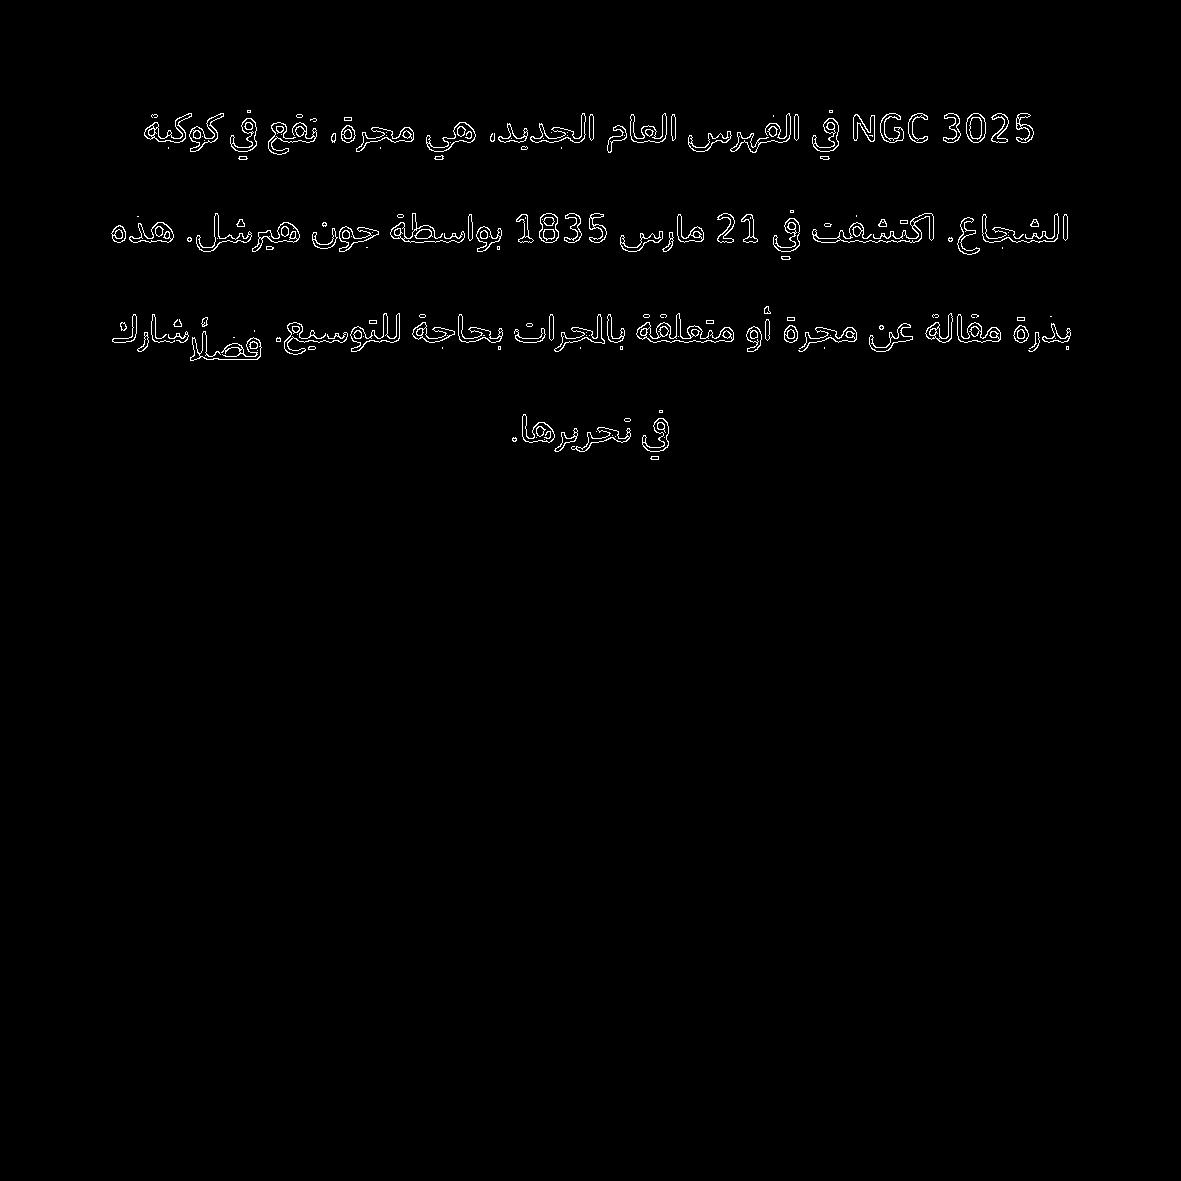 NGC 3025 في الفهرس العام الجديد، هي مجرة، تقع في كوكبة
الشجاع. اكتشفت في 21 مارس 1835 بواسطة جون هيرشل. هذه
بذرة مقالة عن مجرة أو متعلقة بالمجرات بحاجة للتوسيع. فضلًا شارك
في تحريرها.